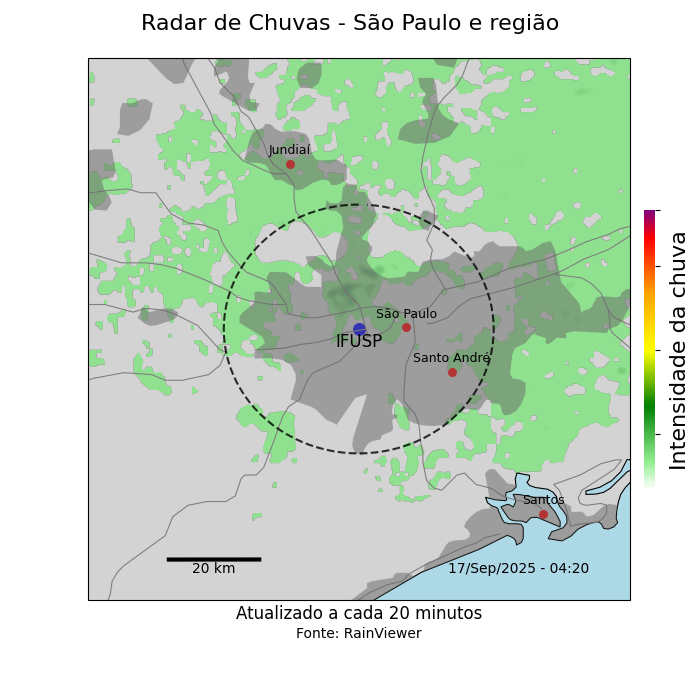 Radar de Chuvas - São Paulo e região
Jundiaí
São Paulo
IFUSP
Santo André
Santos
20 km
17/Sep/2025 - 04:20
Intensidade da chuva
Atualizado a cada 20 minutos
Fonte: RainViewer